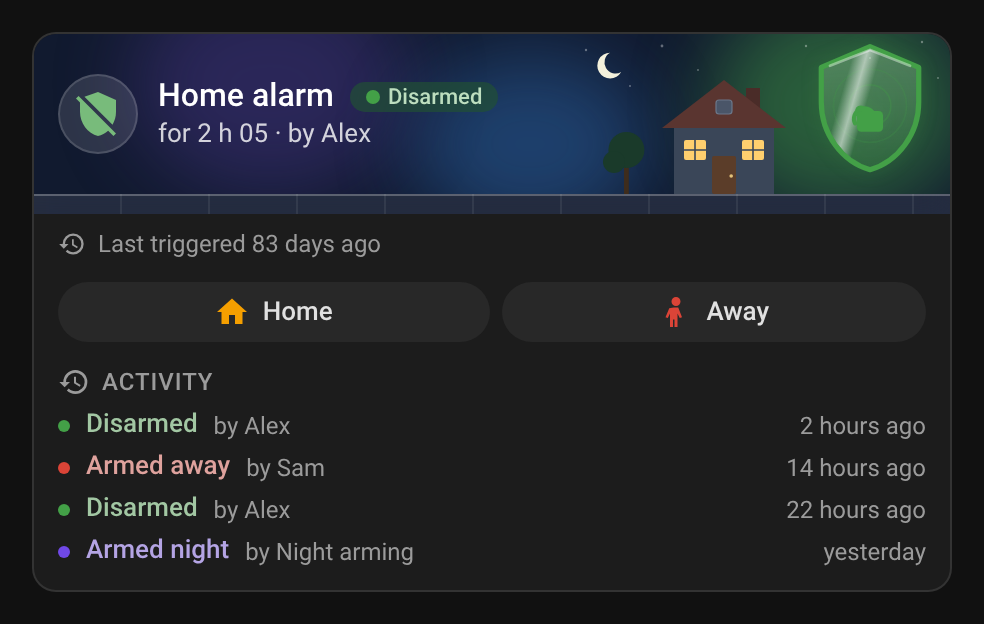 Home alarm Disarmed
for 2 h 05 · by Alex
Last triggered 83 days ago
Home Away
ACTIVITY
Disarmed by Alex 2 hours ago
Armed away by Sam 14 hours ago
Disarmed by Alex 22 hours ago
Armed night by Night arming yesterday